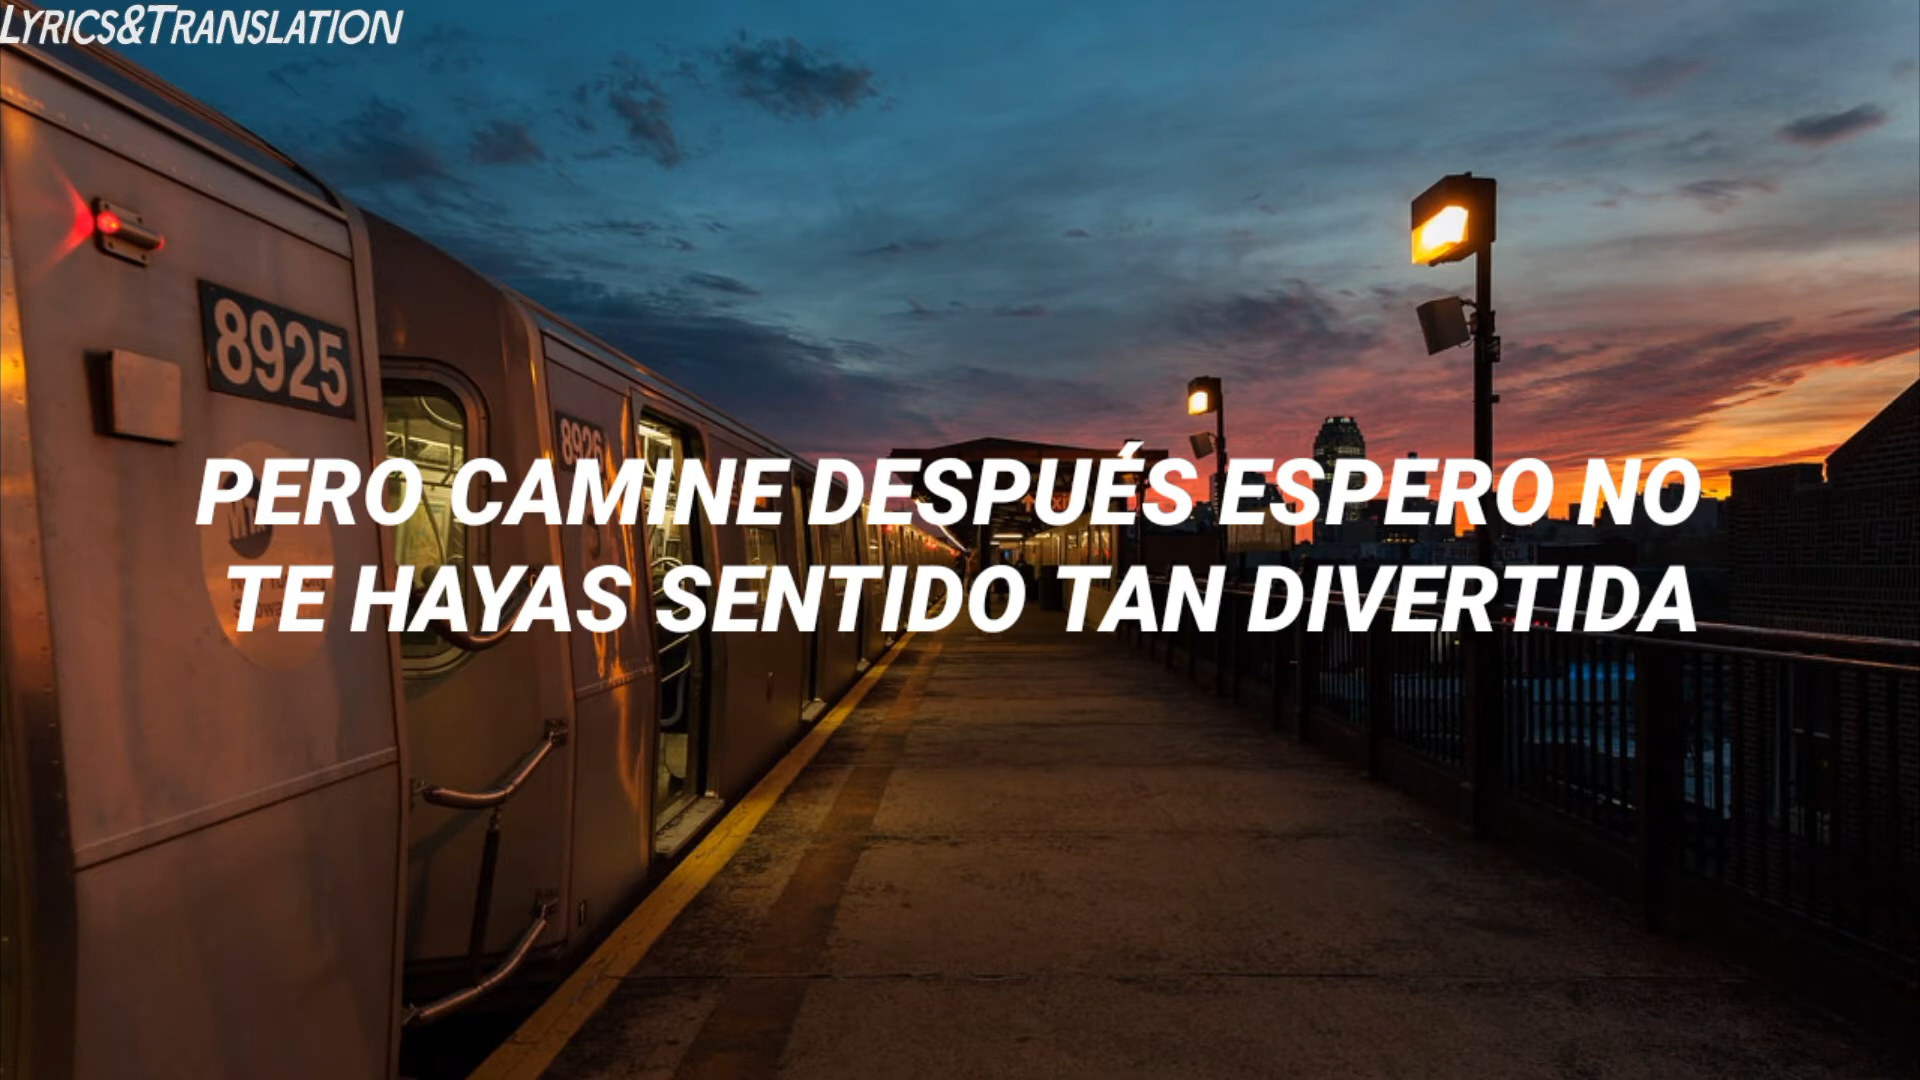 LYRICS&TRANSLATION
8925
8926
PERO CAMINE DESPUÉS ESPERO NO
TE HAYAS SENTIDO TAN DIVERTIDA